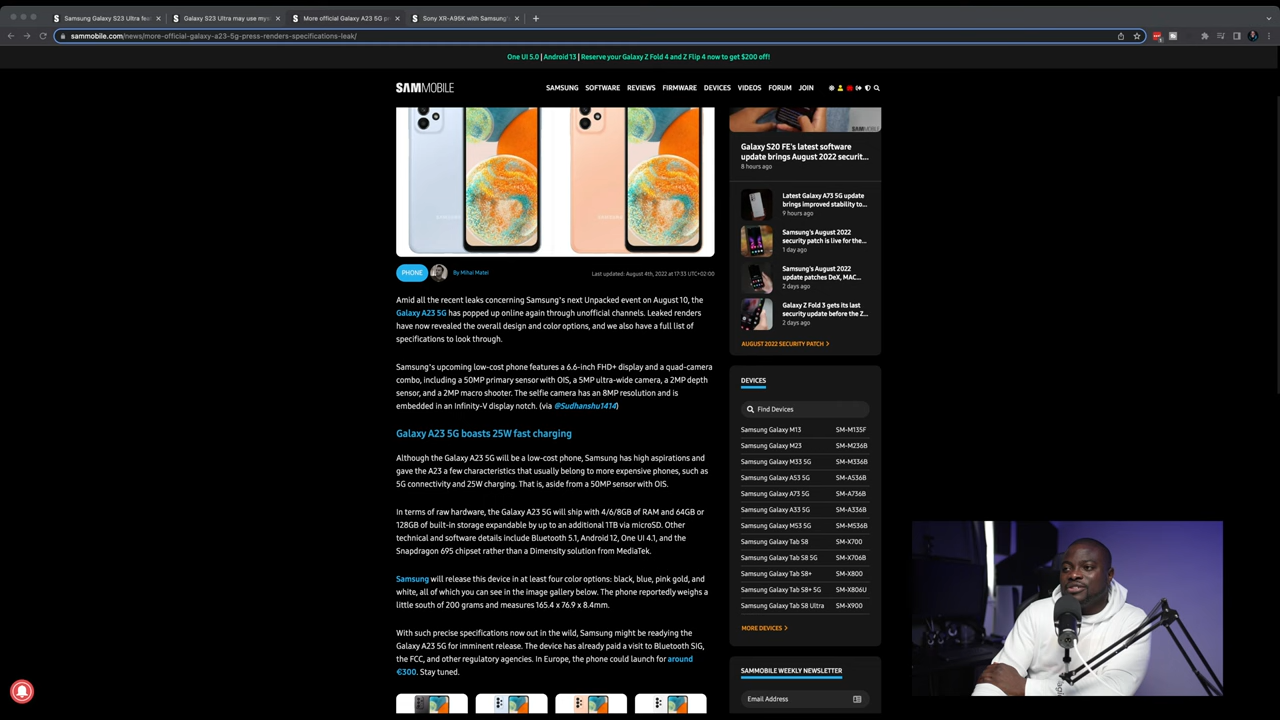 Samsung Galaxy S23 Ultra fea
Galaxy S23 Ultra may use mys
More official Galaxy A23 5G p
Sony XR-A95K with Samsung'
sammobile.com/news/more-official-galaxy-a23-5g-press-renders-specifications-leak/
One UI 5.0 | Android 13 | Reserve your Galaxy Z Fold 4 and Z Flip 4 now to get $200 off!
SAMMOBILE
SAMSUNG SOFTWARE REVIEWS FIRMWARE DEVICES VIDEOS FORUM JOIN
SAMSUNG
SAMSUNG
PHONE
By Mihai Matei
Last updated: August 4th, 2022 at 17:33 UTC+02:00
Amid all the recent leaks concerning Samsung's next Unpacked event on August 10, the
Galaxy A23 5G has popped up online again through unofficial channels. Leaked renders
have now revealed the overall design and color options, and we also have a full list of
specifications to look through.
Samsung's upcoming low-cost phone features a 6.6-inch FHD+ display and a quad-camera
combo, including a 50MP primary sensor with OIS, a 5MP ultra-wide camera, a 2MP depth
sensor, and a 2MP macro shooter. The selfie camera has an 8MP resolution and is
embedded in an Infinity-V display notch. (via @Sudhanshu1414)
Galaxy A23 5G boasts 25W fast charging
Although the Galaxy A23 5G will be a low-cost phone, Samsung has high aspirations and
gave the A23 a few characteristics that usually belong to more expensive phones, such as
5G connectivity and 25W charging. That is, aside from a 50MP sensor with OIS.
In terms of raw hardware, the Galaxy A23 5G will ship with 4/6/8GB of RAM and 64GB or
128GB of built-in storage expandable by up to an additional 1TB via microSD. Other
technical and software details include Bluetooth 5.1, Android 12, One UI 4.1, and the
Snapdragon 695 chipset rather than a Dimensity solution from MediaTek.
Samsung will release this device in at least four color options: black, blue, pink gold, and
white, all of which you can see in the image gallery below. The phone reportedly weighs a
little south of 200 grams and measures 165.4 x 76.9 x 8.4mm.
With such precise specifications now out in the wild, Samsung might be readying the
Galaxy A23 5G for imminent release. The device has already paid a visit to Bluetooth SIG,
the FCC, and other regulatory agencies. In Europe, the phone could launch for around
€300. Stay tuned.
SAMMOBILE
Galaxy S20 FE's latest software
update brings August 2022 securit...
8 hours ago
Latest Galaxy A73 5G update
brings improved stability to...
9 hours ago
Samsung's August 2022
security patch is live for the...
1 day ago
Samsung's August 2022
update patches DeX, MAC...
2 days ago
Galaxy Z Fold 3 gets its last
security update before the Z...
2 days ago
AUGUST 2022 SECURITY PATCH
DEVICES
Find Devices
Samsung Galaxy M13 SM-M135F
Samsung Galaxy M23 SM-M236B
Samsung Galaxy M33 5G SM-M336B
Samsung Galaxy A53 5G SM-A536B
Samsung Galaxy A73 5G SM-A736B
Samsung Galaxy A33 5G SM-A336B
Samsung Galaxy M53 5G SM-M536B
Samsung Galaxy Tab S8 SM-X700
Samsung Galaxy Tab S8 5G SM-X706B
Samsung Galaxy Tab S8+ SM-X800
Samsung Galaxy Tab S8+ 5G SM-X806U
Samsung Galaxy Tab S8 Ultra SM-X900
MORE DEVICES
SAMMOBILE WEEKLY NEWSLETTER
Email Address